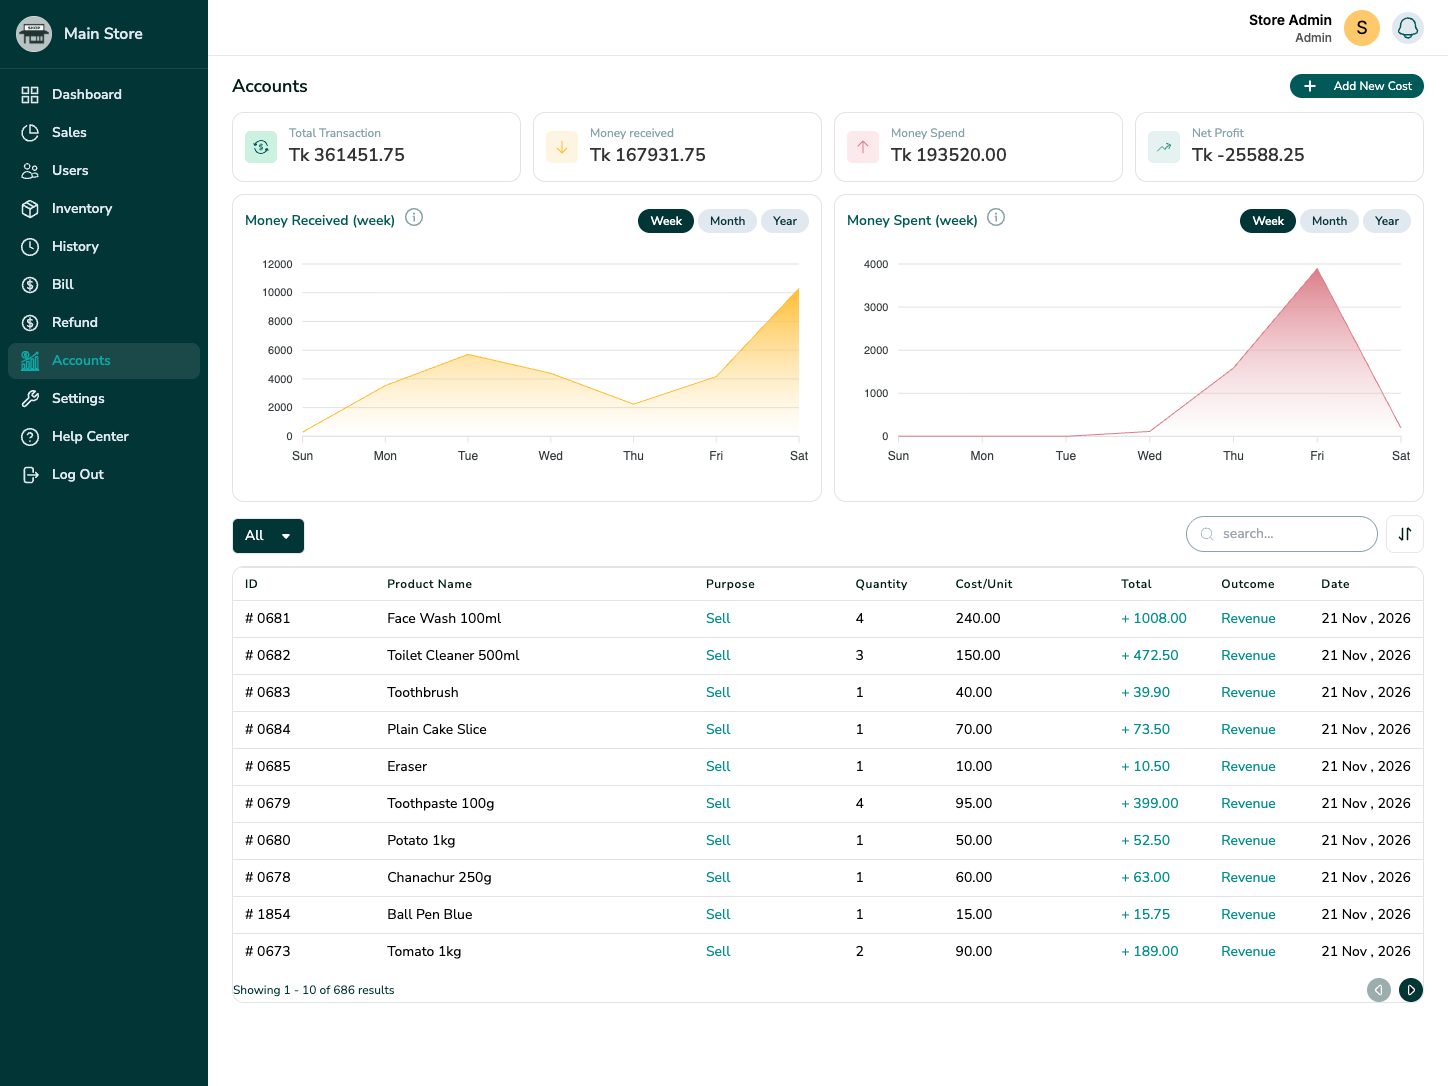 SHOP
Main Store
Dashboard
Sales
Users
Inventory
History
Bill
Refund
Accounts
Settings
Help Center
Log Out
Store Admin
Admin
S
Accounts
Add New Cost
Total Transaction
Tk 361451.75
Money received
Tk 167931.75
Money Spend
Tk 193520.00
Net Profit
Tk -25588.25
Money Received (week)
Week Month Year
12000
10000
8000
6000
4000
2000
0
Sun Mon Tue Wed Thu Fri Sat
Money Spent (week)
Week Month Year
4000
3000
2000
1000
0
Sun Mon Tue Wed Thu Fri Sat
All
search...
ID Product Name Purpose Quantity Cost/Unit Total Outcome Date
# 0681 Face Wash 100ml Sell 4 240.00 + 1008.00 Revenue 21 Nov , 2026
# 0682 Toilet Cleaner 500ml Sell 3 150.00 + 472.50 Revenue 21 Nov , 2026
# 0683 Toothbrush Sell 1 40.00 + 39.90 Revenue 21 Nov , 2026
# 0684 Plain Cake Slice Sell 1 70.00 + 73.50 Revenue 21 Nov , 2026
# 0685 Eraser Sell 1 10.00 + 10.50 Revenue 21 Nov , 2026
# 0679 Toothpaste 100g Sell 4 95.00 + 399.00 Revenue 21 Nov , 2026
# 0680 Potato 1kg Sell 1 50.00 + 52.50 Revenue 21 Nov , 2026
# 0678 Chanachur 250g Sell 1 60.00 + 63.00 Revenue 21 Nov , 2026
# 1854 Ball Pen Blue Sell 1 15.00 + 15.75 Revenue 21 Nov , 2026
# 0673 Tomato 1kg Sell 2 90.00 + 189.00 Revenue 21 Nov , 2026
Showing 1 - 10 of 686 results